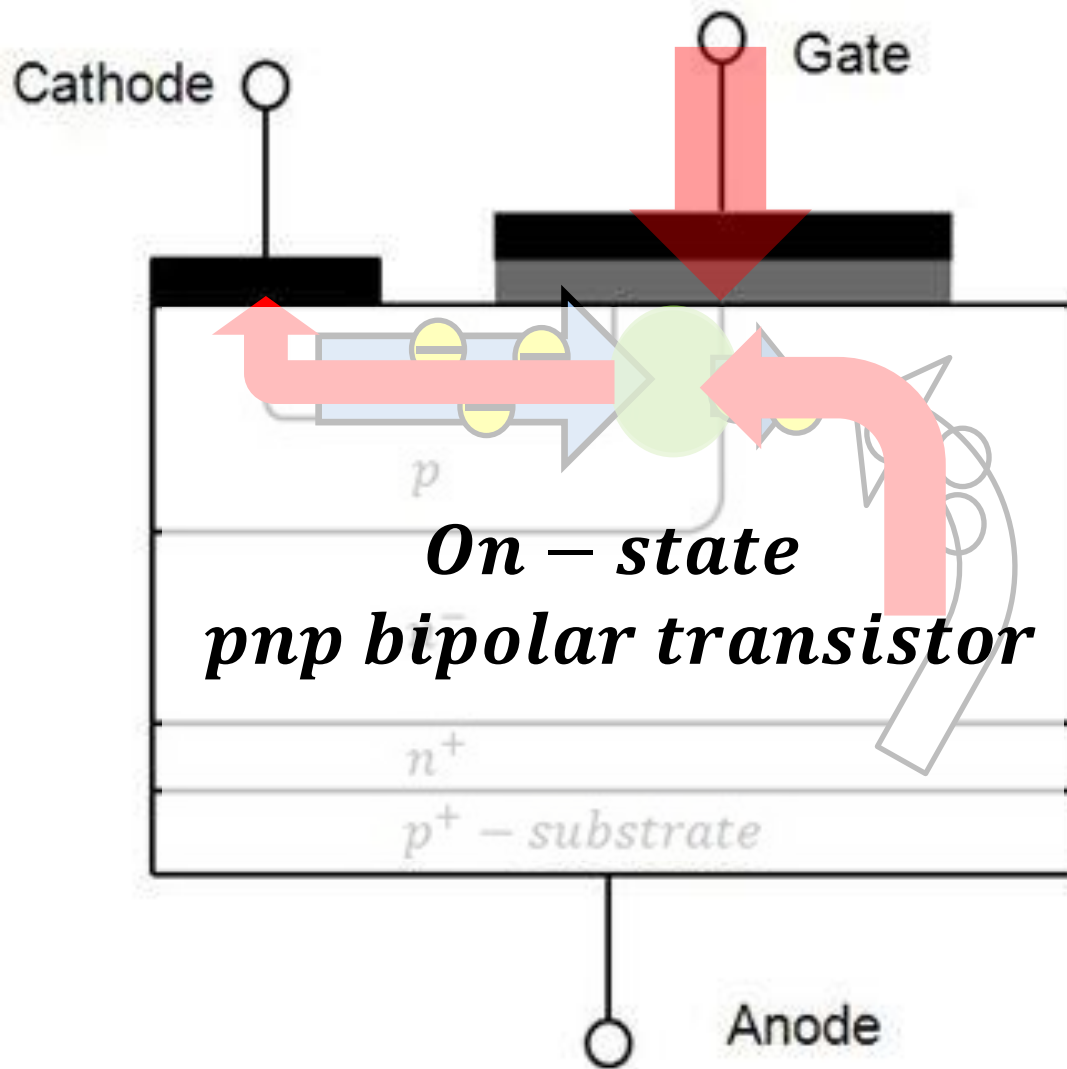 Gate
Cathode
p
On − state
n⁻
pnp bipolar transistor
n⁺
p⁺ − substrate
Anode